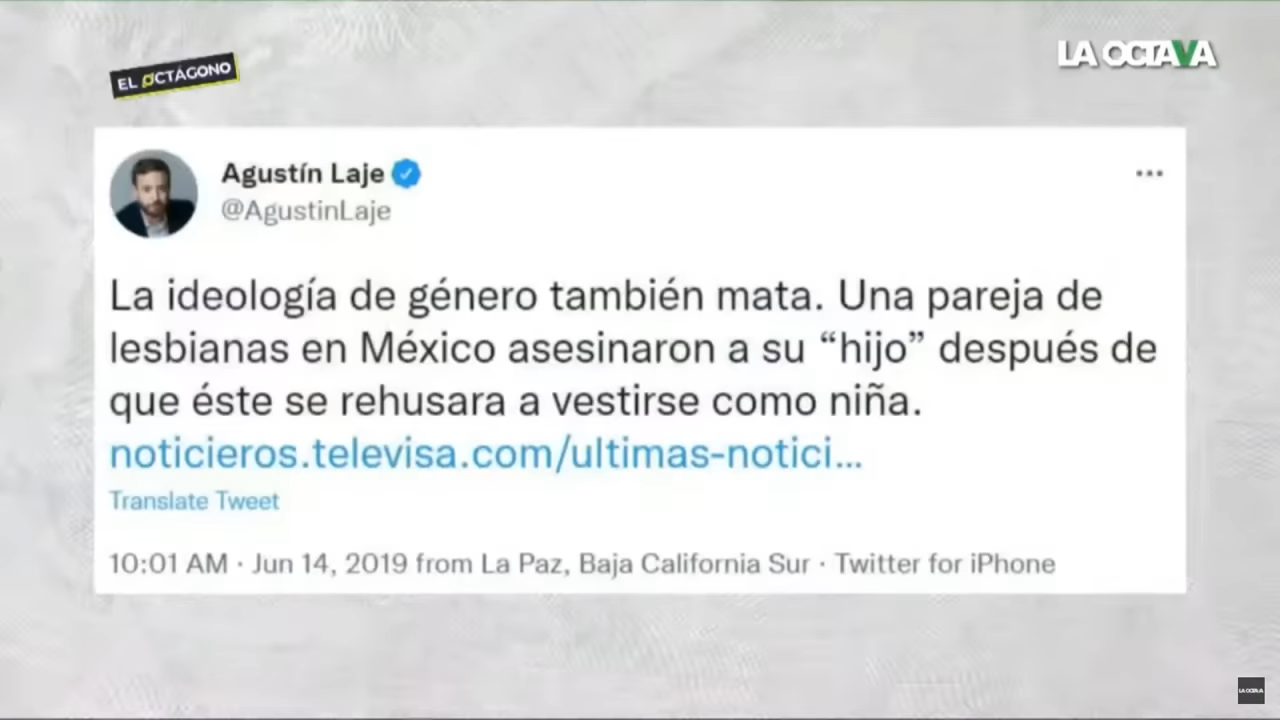 EL OCTÁGONO
LA OCTAVA
Agustín Laje
@AgustinLaje
La ideología de género también mata. Una pareja de
lesbianas en México asesinaron a su “hijo” después de
que éste se rehusara a vestirse como niña.
noticieros.televisa.com/ultimas-notici...
Translate Tweet
10:01 AM · Jun 14, 2019 from La Paz, Baja California Sur · Twitter for iPhone
LA OCTAVA